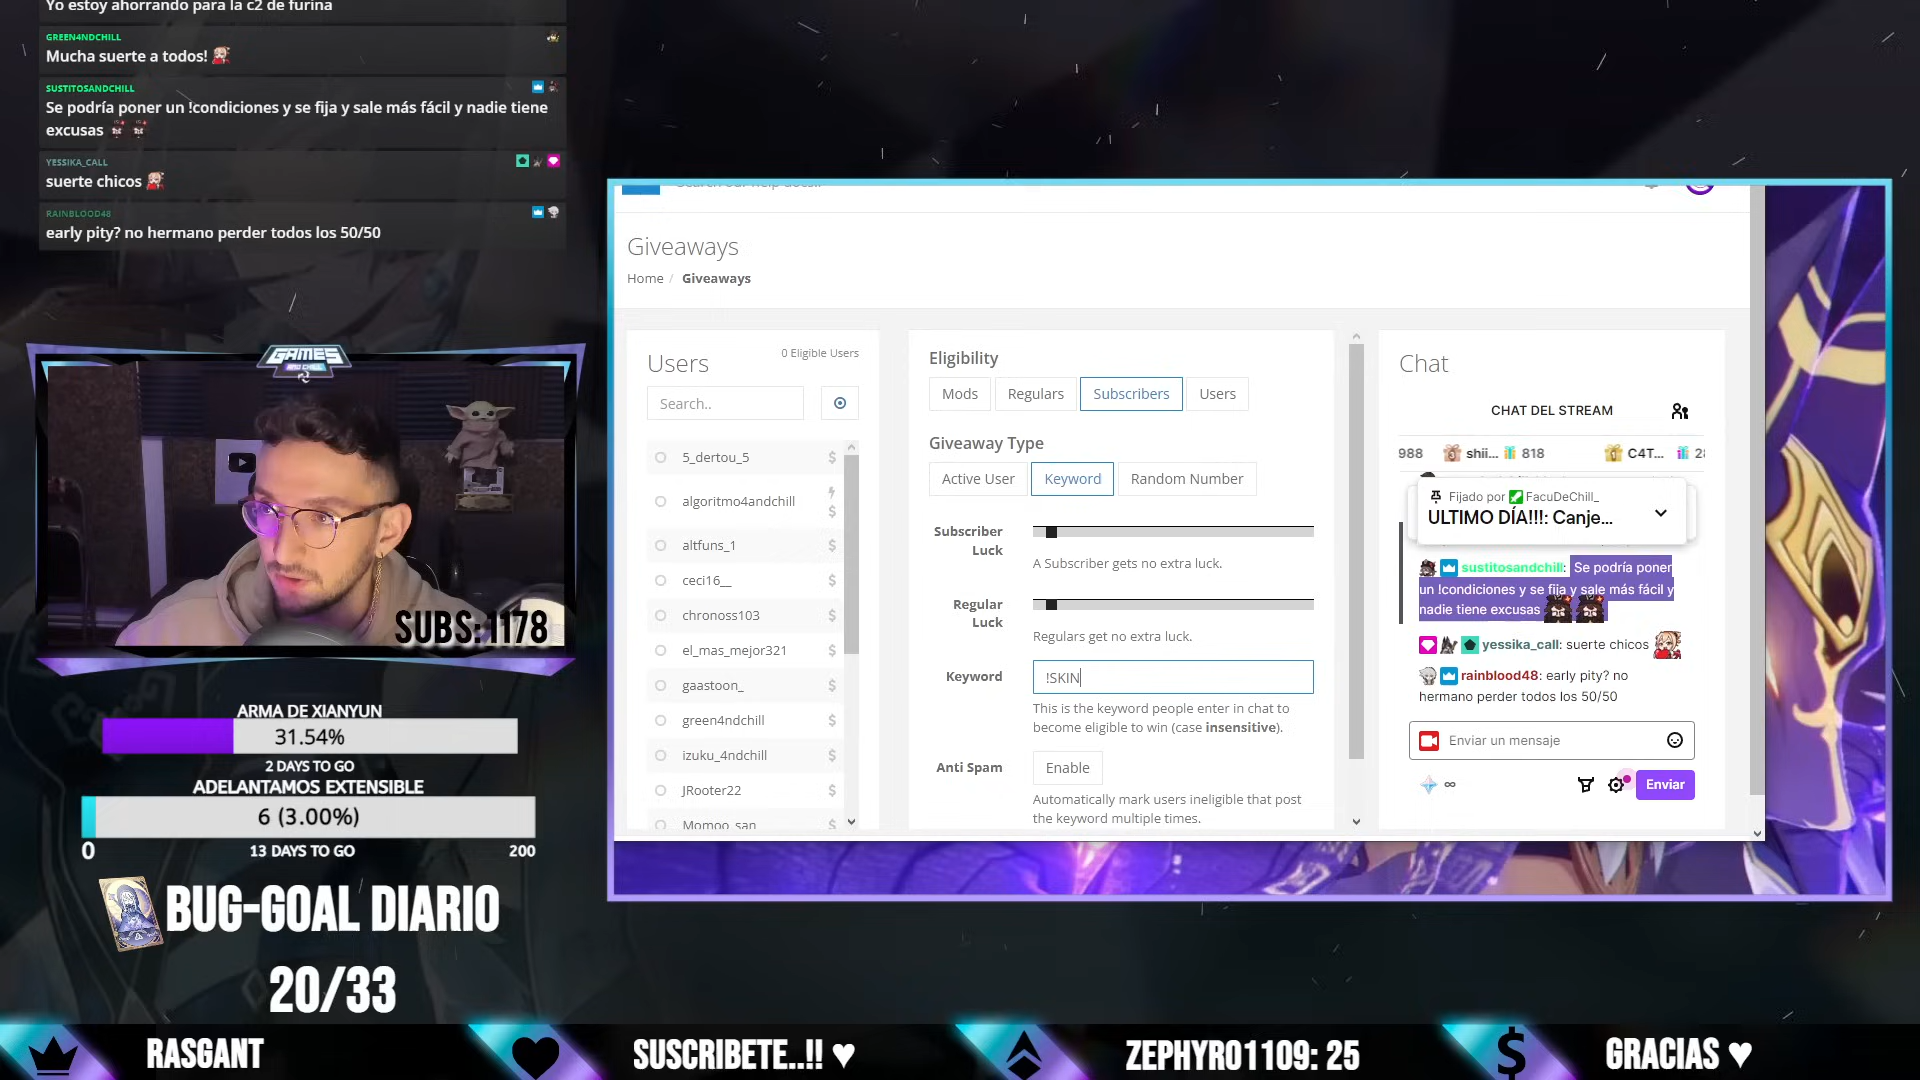 Yo estoy ahorrando para la c2 de furina
GREEN4NDCHILL
Mucha suerte a todos!
SUSTITOSANDCHILL
Se podría poner un !condiciones y se fija y sale más fácil y nadie tiene
excusas
YESSIKA_CALL
suerte chicos
RAINBLOOD48
early pity? no hermano perder todos los 50/50
GAMES
AND CHILL
SUBS: 1178
ARMA DE XIANYUN
31.54%
2 DAYS TO GO
ADELANTAMOS EXTENSIBLE
6 (3.00%)
0
13 DAYS TO GO
200
BUG-GOAL DIARIO
20/33
Giveaways
Home / Giveaways
Users
0 Eligible Users
Search..
5_dertou_5
$
algoritmo4andchill
$
altfuns_1
$
ceci16__
$
chronoss103
$
el_mas_mejor321
$
gaastoon_
$
green4ndchill
$
izuku_4ndchill
$
JRooter22
$
Momoo_san
$
Eligibility
Mods
Regulars
Subscribers
Users
Giveaway Type
Active User
Keyword
Random Number
Subscriber
Luck
A Subscriber gets no extra luck.
Regular
Luck
Regulars get no extra luck.
Keyword
!SKIN
This is the keyword people enter in chat to
become eligible to win (case insensitive).
Anti Spam
Enable
Automatically mark users ineligible that post
the keyword multiple times.
Chat
CHAT DEL STREAM
988
shii... 818
C4T...
Fijado por FacuDeChill_
ULTIMO DÍA!!!: Canje...
sustitosandchill: Se podría poner
un !condiciones y se fija y sale más fácil y
nadie tiene excusas
yessika_call: suerte chicos
rainblood48: early pity? no
hermano perder todos los 50/50
Enviar un mensaje
∞
Enviar
RASGANT
SUSCRIBETE..!! ♥
ZEPHYR01109: 25
$
GRACIAS ♥